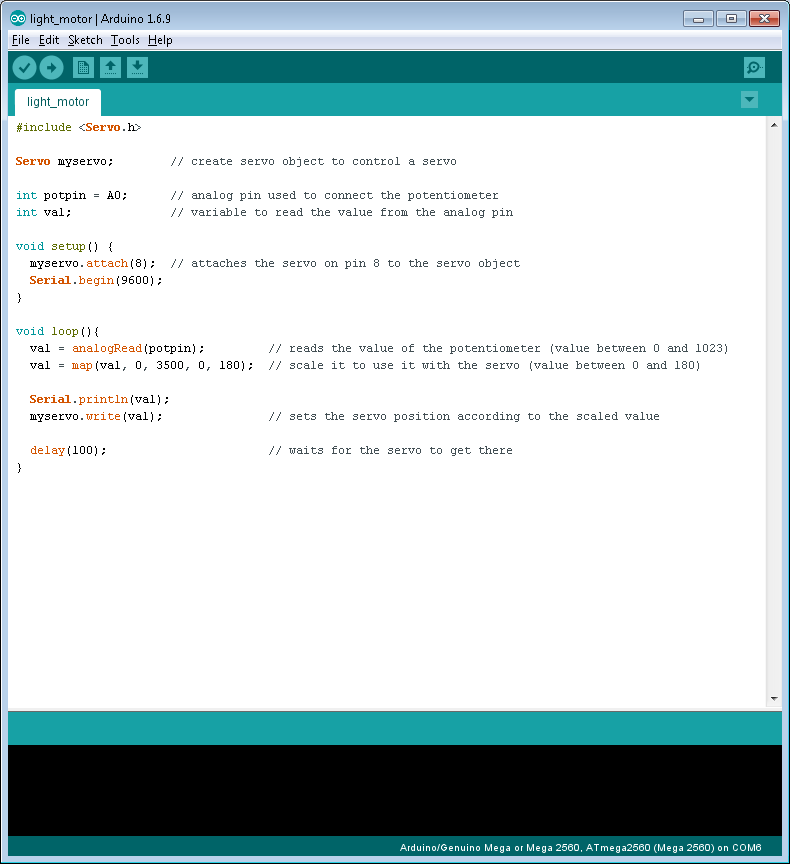 light_motor | Arduino 1.6.9
File Edit Sketch Tools Help
light_motor
#include <Servo.h>
Servo myservo; // create servo object to control a servo
int potpin = A0; // analog pin used to connect the potentiometer
int val; // variable to read the value from the analog pin
void setup() {
myservo.attach(8); // attaches the servo on pin 8 to the servo object
Serial.begin(9600);
}
void loop(){
val = analogRead(potpin); // reads the value of the potentiometer (value between 0 and 1023)
val = map(val, 0, 3500, 0, 180); // scale it to use it with the servo (value between 0 and 180)
Serial.println(val);
myservo.write(val); // sets the servo position according to the scaled value
delay(100); // waits for the servo to get there
}
Arduino/Genuino Mega or Mega 2560, ATmega2560 (Mega 2560) on COM6